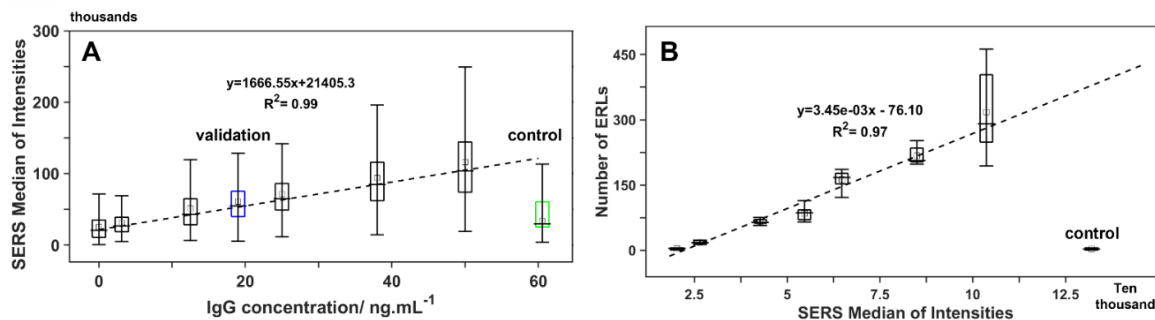 thousands
A
300
200
100
0
SERS Median of Intensities
y=1666.55x+21405.3
R²= 0.99
validation
control
0 20 40 60
IgG concentration/ ng.mL⁻¹
B
450
300
150
0
Number of ERLs
y=3.45e-03x - 76.10
R²= 0.97
control
2.5 5 7.5 10 12.5
Ten
thousand
SERS Median of Intensities